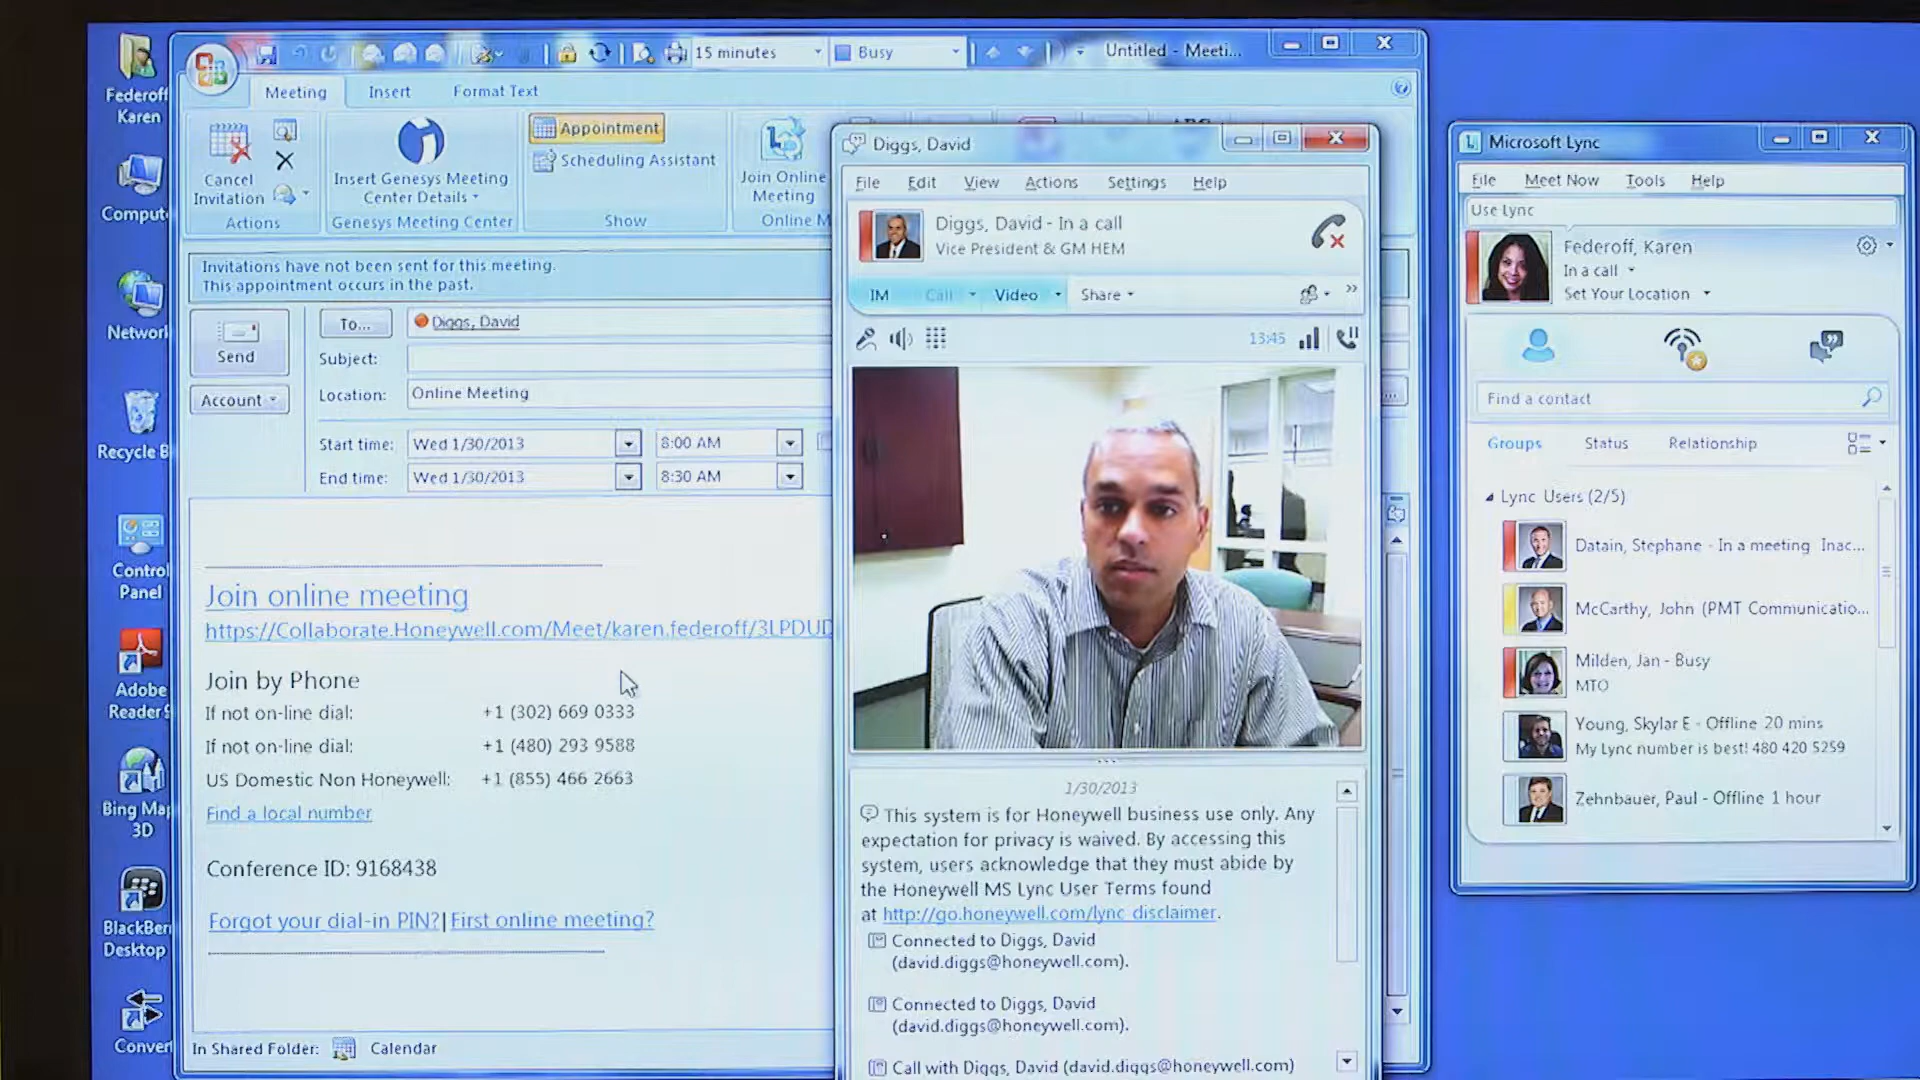 Federoff
Karen
Comput
Network
Recycle B
Control
Panel
Adobe
Reader 9
Bing Map
3D
BlackBer
Desktop
Conver
15 minutes
Busy
Untitled - Meeti...
Meeting
Insert
Format Text
Cancel
Invitation
Actions
Insert Genesys Meeting
Center Details
Genesys Meeting Center
Appointment
Scheduling Assistant
Show
Join Online
Meeting
Online M
Invitations have not been sent for this meeting.
This appointment occurs in the past.
Send
Account
To...
Diggs, David
Subject:
Location:
Online Meeting
Start time:
Wed 1/30/2013
8:00 AM
End time:
Wed 1/30/2013
8:30 AM
Join online meeting
https://Collaborate.Honeywell.com/Meet/karen.federoff/3LPDUD
Join by Phone
If not on-line dial: +1 (302) 669 0333
If not on-line dial: +1 (480) 293 9588
US Domestic Non Honeywell: +1 (855) 466 2663
Find a local number
Conference ID: 9168438
Forgot your dial-in PIN?|First online meeting?
In Shared Folder: Calendar
Diggs, David
File Edit View Actions Settings Help
Diggs, David - In a call
Vice President & GM HEM
IM Call Video Share
13:45
1/30/2013
This system is for Honeywell business use only. Any
expectation for privacy is waived. By accessing this
system, users acknowledge that they must abide by
the Honeywell MS Lync User Terms found
at http://go.honeywell.com/lync_disclaimer.
Connected to Diggs, David
(david.diggs@honeywell.com).
Connected to Diggs, David
(david.diggs@honeywell.com).
Call with Diggs, David (david.diggs@honeywell.com)
Microsoft Lync
File Meet Now Tools Help
Use Lync
Federoff, Karen
In a call
Set Your Location
Find a contact
Groups Status Relationship
Lync Users (2/5)
Datain, Stephane - In a meeting Inac...
McCarthy, John (PMT Communicatio...
Milden, Jan - Busy
MTO
Young, Skylar E - Offline 20 mins
My Lync number is best! 480 420 5259
Zehnbauer, Paul - Offline 1 hour